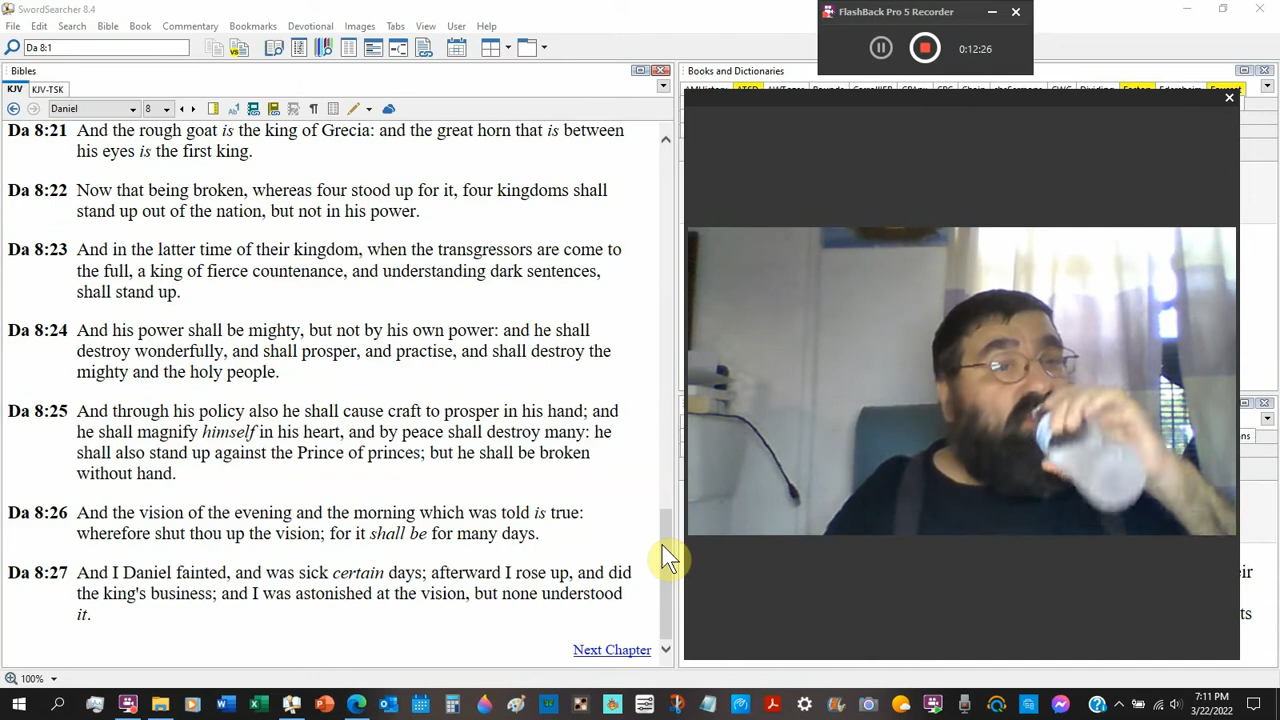 SwordSearcher 8.4
File Edit Search Bible Book Commentary Bookmarks Devotional Images Tabs View User Help
Da 8:1
FlashBack Pro 5 Recorder
0:12:26
Bibles
KJV KJV-TSK
Daniel 8
Books and Dictionaries
Da 8:21 And the rough goat is the king of Grecia: and the great horn that is between
his eyes is the first king.
Da 8:22 Now that being broken, whereas four stood up for it, four kingdoms shall
stand up out of the nation, but not in his power.
Da 8:23 And in the latter time of their kingdom, when the transgressors are come to
the full, a king of fierce countenance, and understanding dark sentences,
shall stand up.
Da 8:24 And his power shall be mighty, but not by his own power: and he shall
destroy wonderfully, and shall prosper, and practise, and shall destroy the
mighty and the holy people.
Da 8:25 And through his policy also he shall cause craft to prosper in his hand; and
he shall magnify himself in his heart, and by peace shall destroy many: he
shall also stand up against the Prince of princes; but he shall be broken
without hand.
Da 8:26 And the vision of the evening and the morning which was told is true:
wherefore shut thou up the vision; for it shall be for many days.
Da 8:27 And I Daniel fainted, and was sick certain days; afterward I rose up, and did
the king's business; and I was astonished at the vision, but none understood
it.
Next Chapter
100%
7:11 PM
3/22/2022